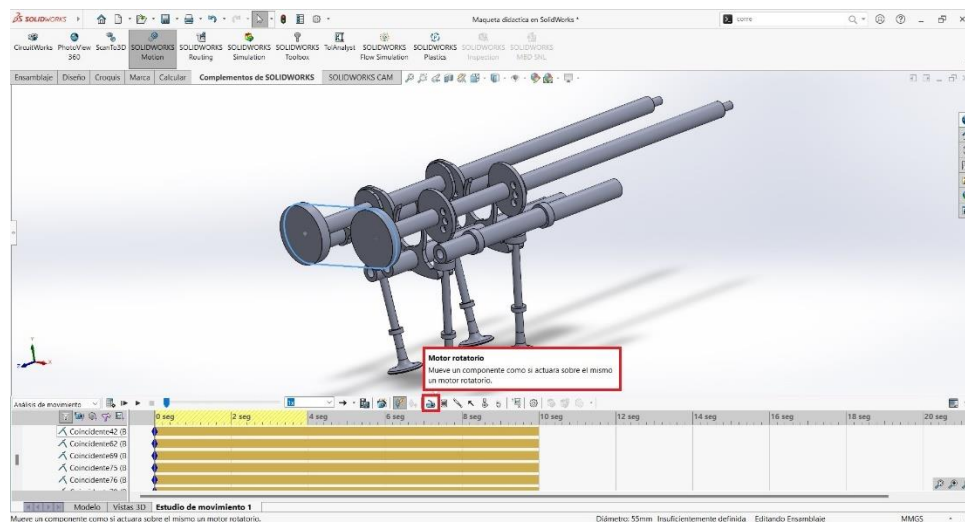 SOLIDWORKS
Maqueta didactica en SolidWorks *
corre
CircuitWorks PhotoView 360 ScanTo3D SOLIDWORKS Motion SOLIDWORKS Routing SOLIDWORKS Simulation SOLIDWORKS Toolbox TolAnalyst SOLIDWORKS Flow Simulation SOLIDWORKS Plastics SOLIDWORKS Inspection SOLIDWORKS MBD SNL
Ensamblaje Diseño Croquis Marca Calcular Complementos de SOLIDWORKS SOLIDWORKS CAM
Motor rotatorio
Mueve un componente como si actuara sobre el mismo
un motor rotatorio.
Análisis de movimiento
0 seg 2 seg 4 seg 6 seg 8 seg 10 seg 12 seg 14 seg 16 seg 18 seg 20 seg
Coincidente42 (B
Coincidente62 (B
Coincidente69 (B
Coincidente75 (B
Coincidente76 (B
Modelo Vistas 3D Estudio de movimiento 1
Mueve un componente como si actuara sobre el mismo un motor rotatorio.
Diámetro: 55mm Insuficientemente definida Editando Ensamblaje MMGS